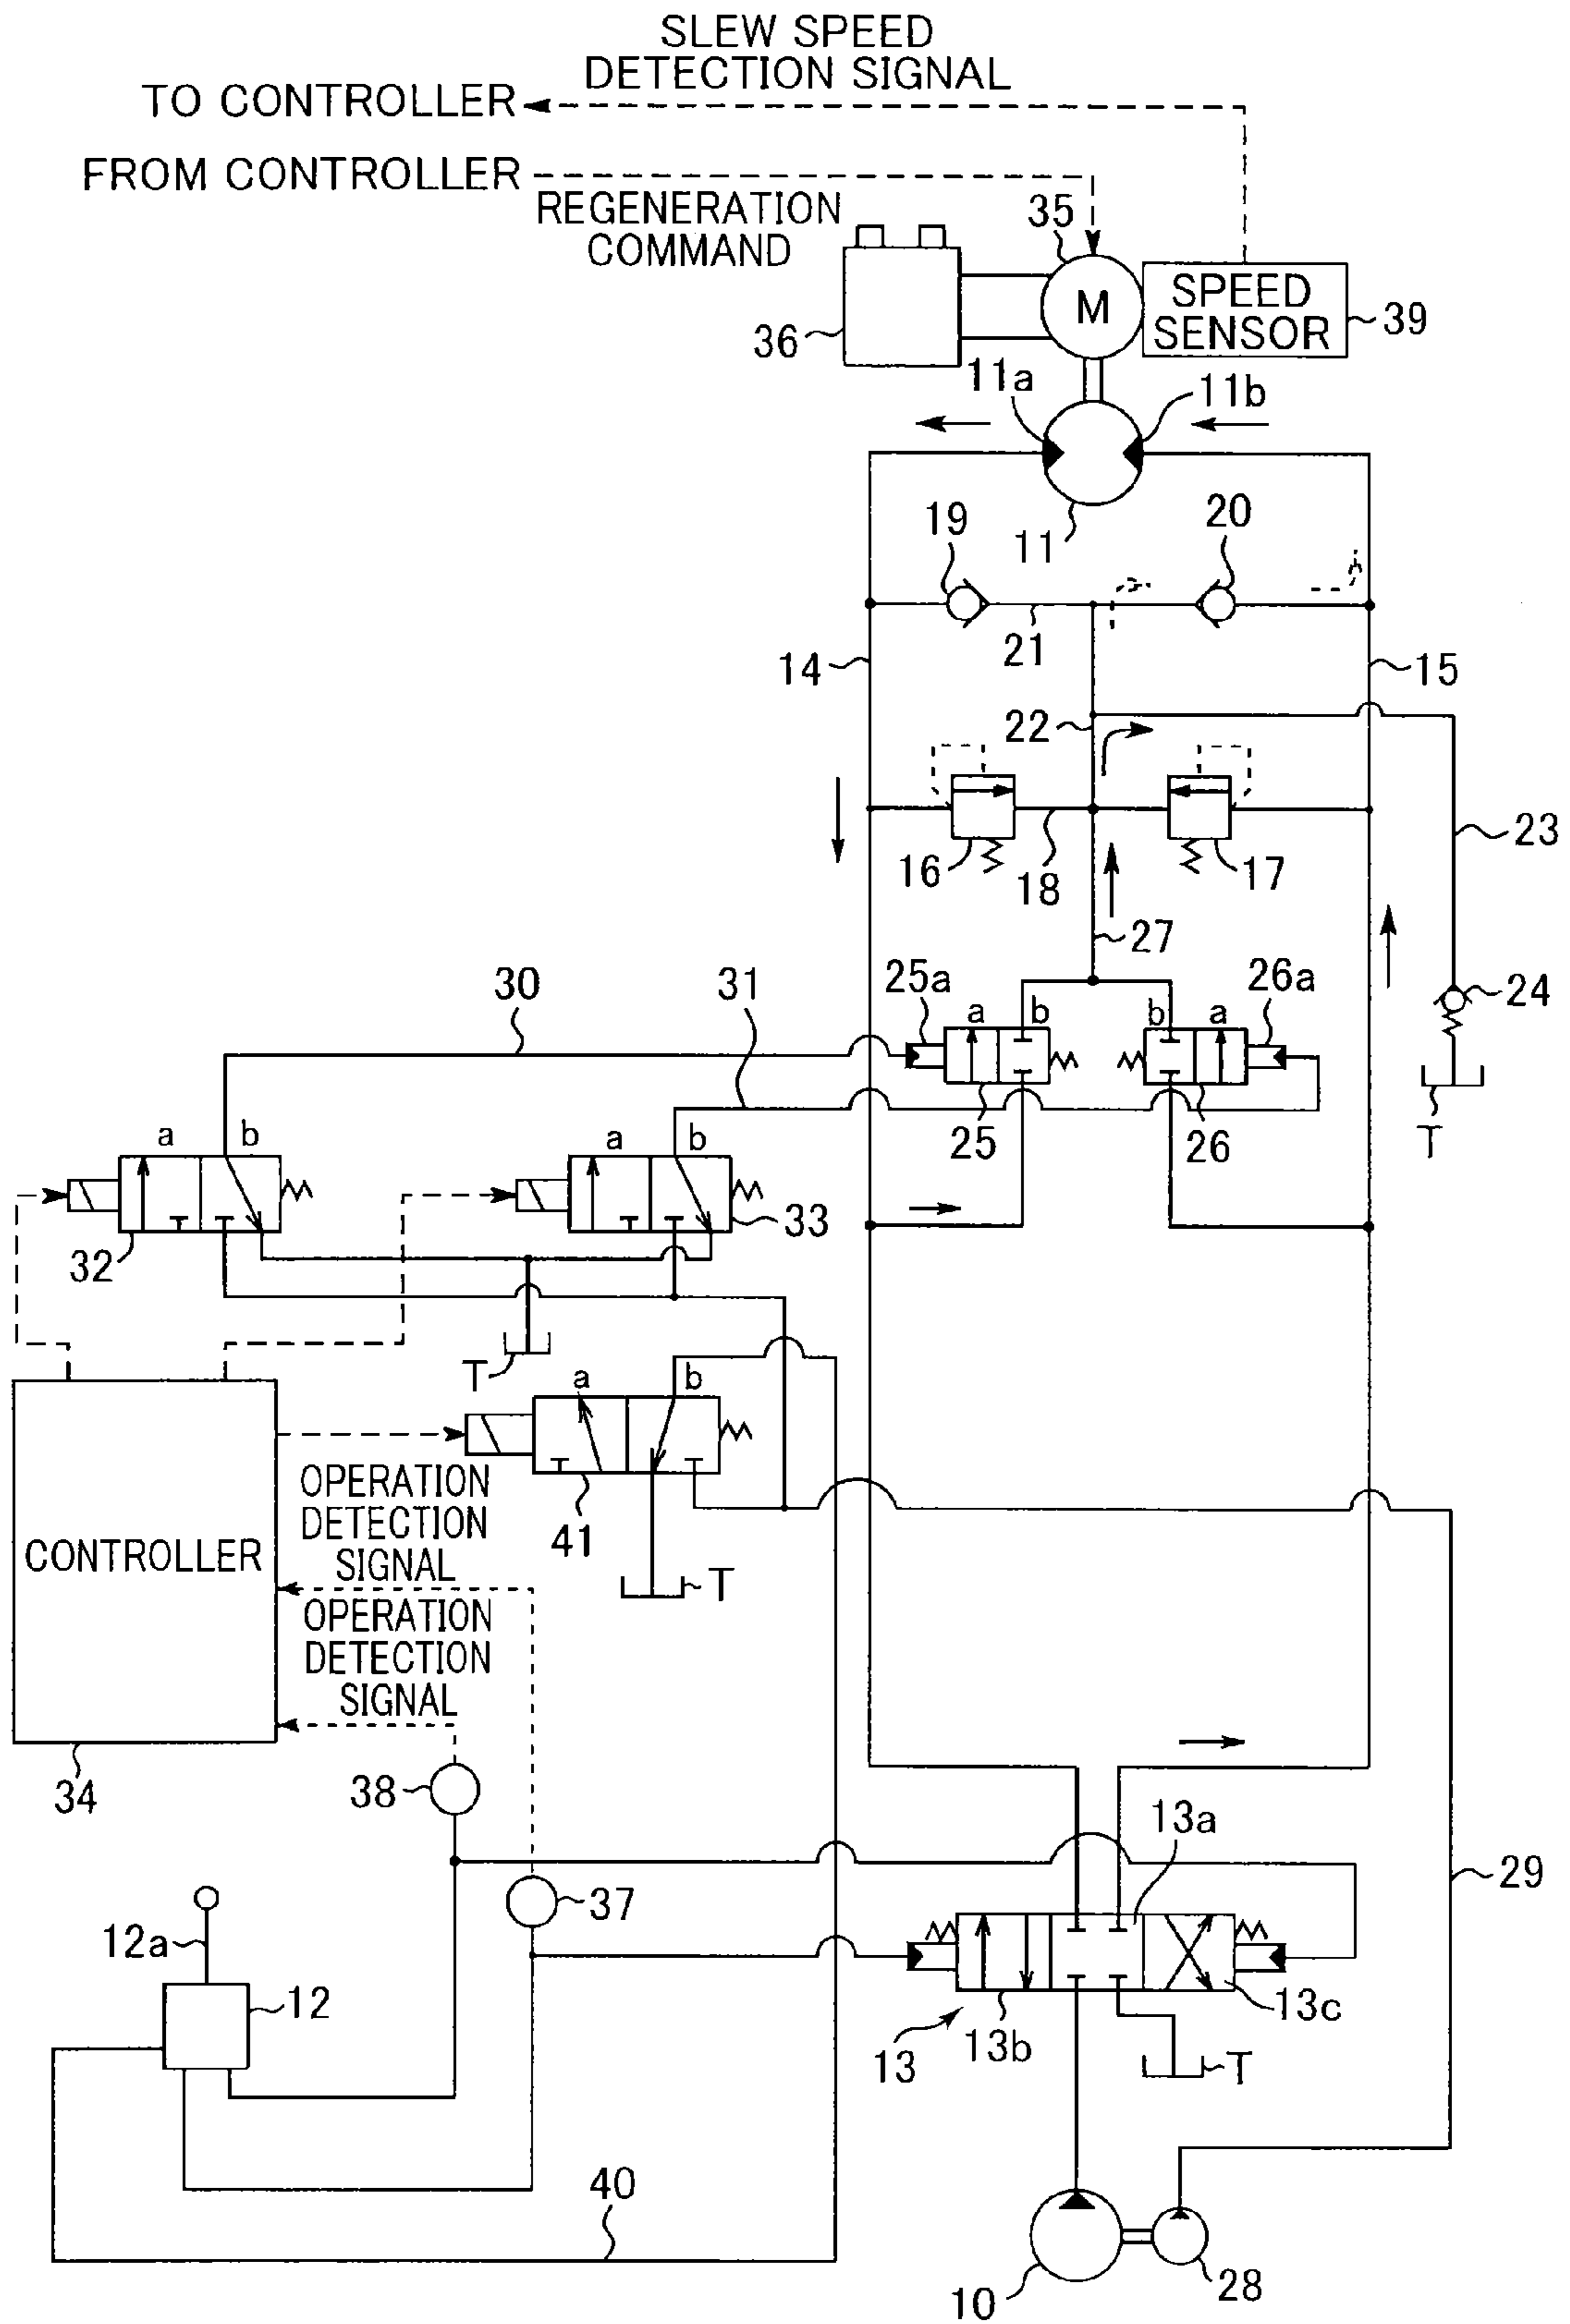 SLEW SPEED
DETECTION SIGNAL
TO CONTROLLER
FROM CONTROLLER
REGENERATION
COMMAND
35
M
SPEED
SENSOR
39
36
11a
11b
11
19
20
21
14
15
22
23
16
18
17
27
24
T
30
31
25a
26a
a
b
b
a
25
26
a
b
a
b
32
33
T
a
b
41
T
OPERATION
DETECTION
SIGNAL
CONTROLLER
OPERATION
DETECTION
SIGNAL
34
38
37
13a
29
12a
12
13
13b
13c
T
40
10
28